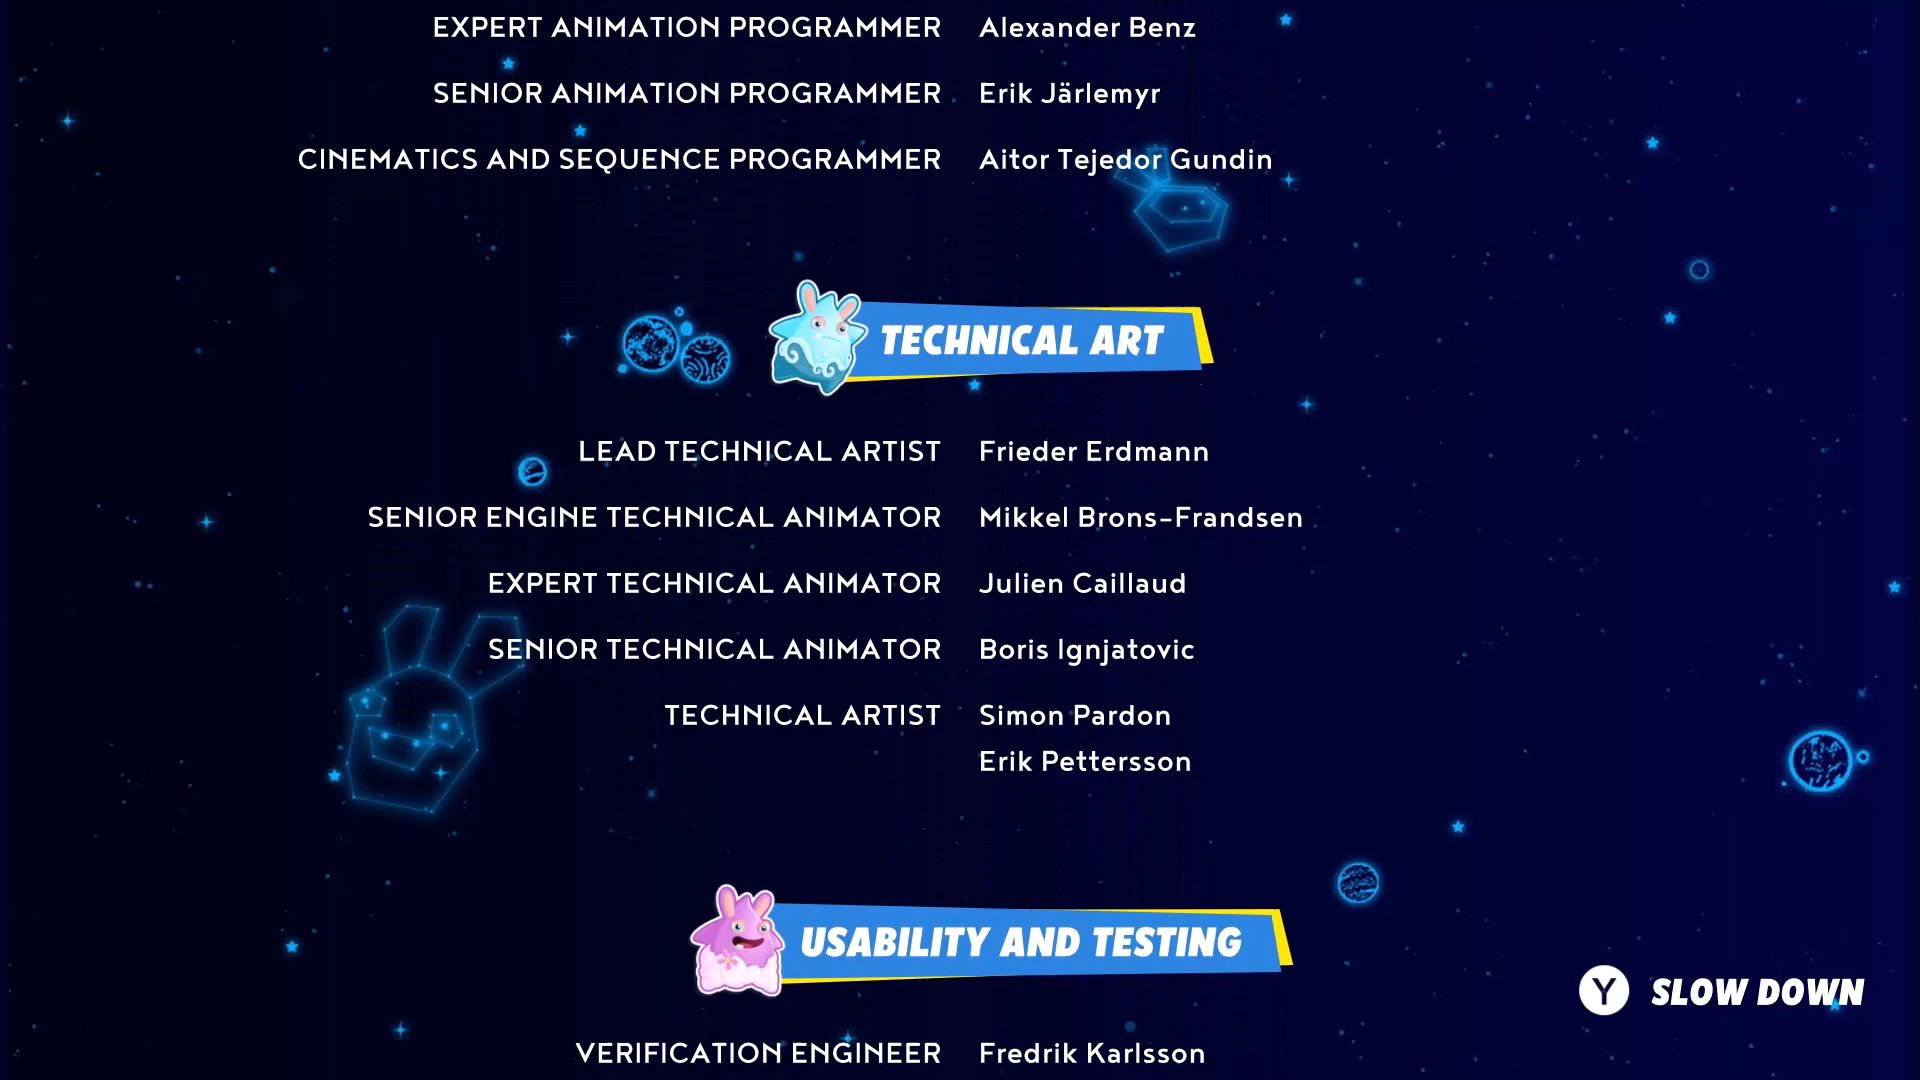 EXPERT ANIMATION PROGRAMMER Alexander Benz
SENIOR ANIMATION PROGRAMMER Erik Järlemyr
CINEMATICS AND SEQUENCE PROGRAMMER Aitor Tejedor Gundin
TECHNICAL ART
LEAD TECHNICAL ARTIST Frieder Erdmann
SENIOR ENGINE TECHNICAL ANIMATOR Mikkel Brons-Frandsen
EXPERT TECHNICAL ANIMATOR Julien Caillaud
SENIOR TECHNICAL ANIMATOR Boris Ignjatovic
TECHNICAL ARTIST Simon Pardon
Erik Pettersson
USABILITY AND TESTING
Y SLOW DOWN
VERIFICATION ENGINEER Fredrik Karlsson